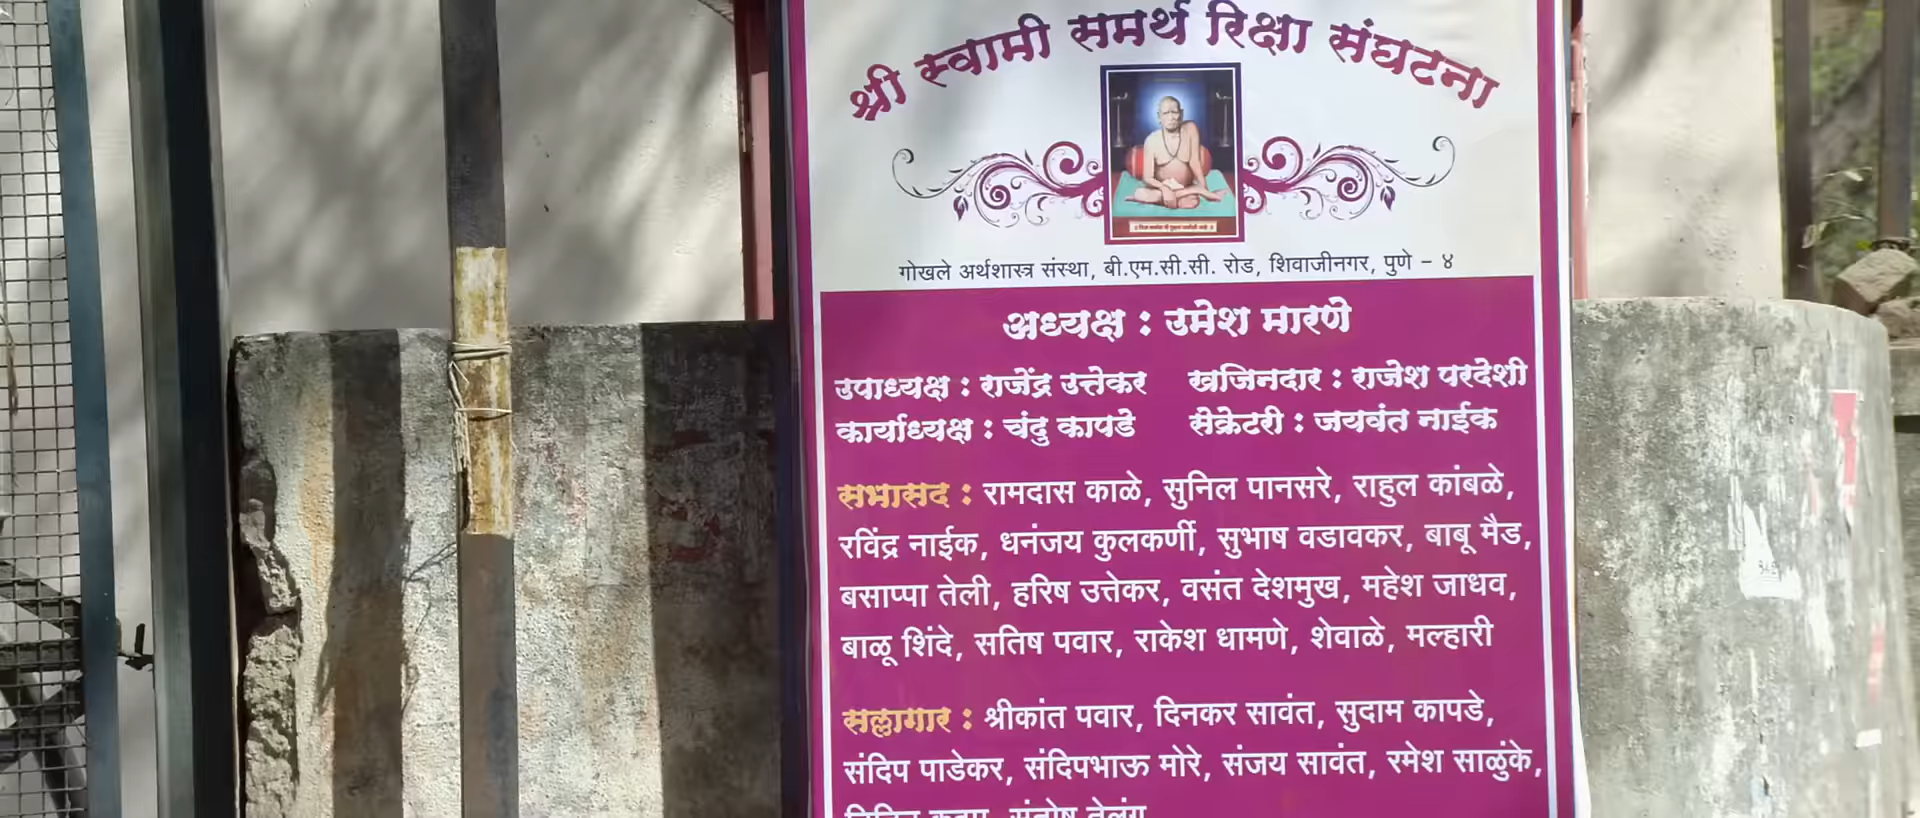 श्री स्वामी समर्थ रिक्षा संघटना
गोखले अर्थशास्त्र संस्था, बी.एम.सी.सी. रोड, शिवाजीनगर, पुणे – ४
अध्यक्ष : उमेश मारणे
उपाध्यक्ष : राजेंद्र उत्तेकर खजिनदार : राजेश परदेशी
कार्याध्यक्ष : चंदु कापडे सेक्रेटरी : जयवंत नाईक
सभासद : रामदास काळे, सुनिल पानसरे, राहुल कांबळे,
रविंद्र नाईक, धनंजय कुलकर्णी, सुभाष वडावकर, बाबू मैड,
बसाप्पा तेली, हरिष उत्तेकर, वसंत देशमुख, महेश जाधव,
बाळू शिंदे, सतिष पवार, राकेश धामणे, शेवाळे, मल्हारी
सल्लागार : श्रीकांत पवार, दिनकर सावंत, सुदाम कापडे,
संदिप पाडेकर, संदिपभाऊ मोरे, संजय सावंत, रमेश साळुंके,
संतोष तेलंग